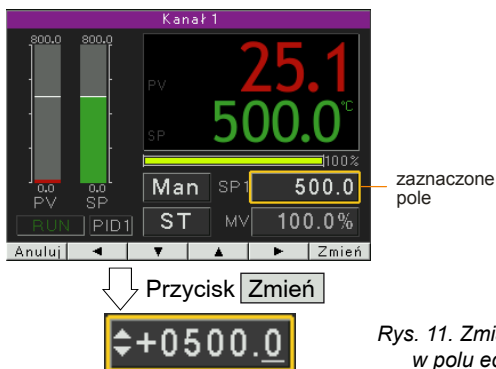 Kanał 1
800.0 800.0
PV 25.1
SP 500.0 °C
100%
0.0 0.0
PV SP
Man SP1 500.0
RUN PID1 ST MV 100.0%
Anuluj ◄ ▼ ▲ ► Zmień
zaznaczone
pole
Przycisk Zmień
+0500.0
Rys. 11. Zmi
w polu ed